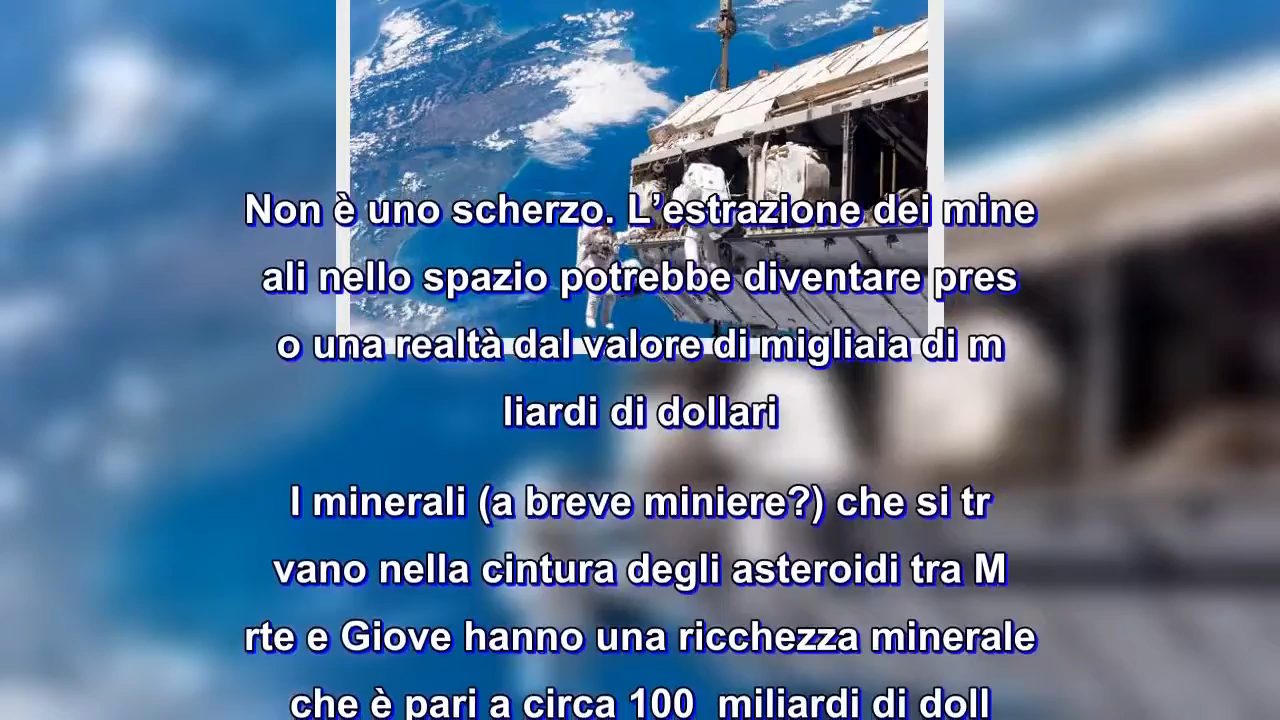 Non è uno scherzo. L’estrazione dei mine
ali nello spazio potrebbe diventare pres
o una realtà dal valore di migliaia di m
liardi di dollari
I minerali (a breve miniere?) che si tr
vano nella cintura degli asteroidi tra M
rte e Giove hanno una ricchezza minerale
che è pari a circa 100  miliardi di doll